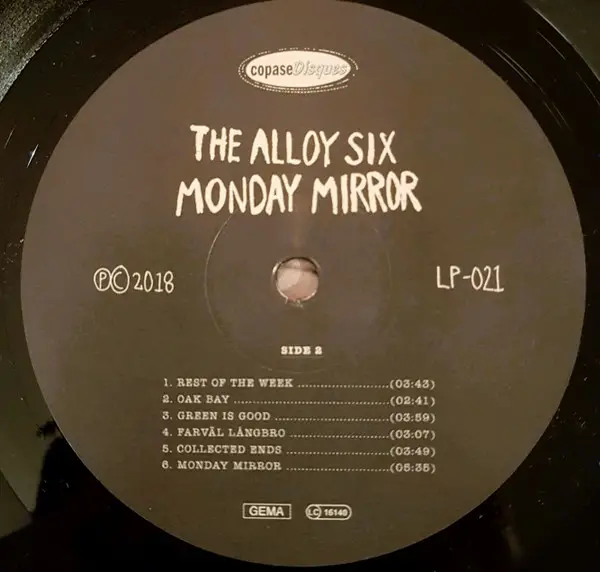 copaseDisques
THE ALLOY SIX
MONDAY MIRROR
℗©2018
LP-021
SIDE 2
1. REST OF THE WEEK ........................(03:43)
2. OAK BAY ........................................(02:41)
3. GREEN IS GOOD .............................(03:59)
4. FARVÄL LÅNGBRO .........................(03:07)
5. COLLECTED ENDS .........................(03:49)
6. MONDAY MIRROR .........................(05:35)
GEMA
LC 16140